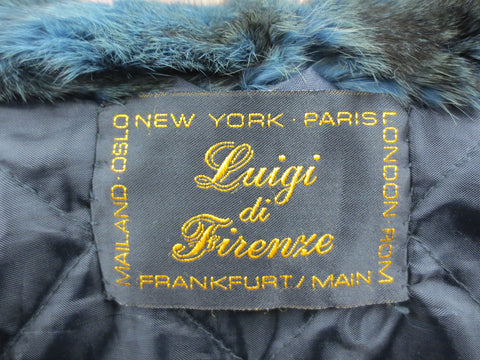 NEW YORK · PARIS
LONDON ROM
MAILAND · OSLO
Luigi
di
Firenze
FRANKFURT/MAIN